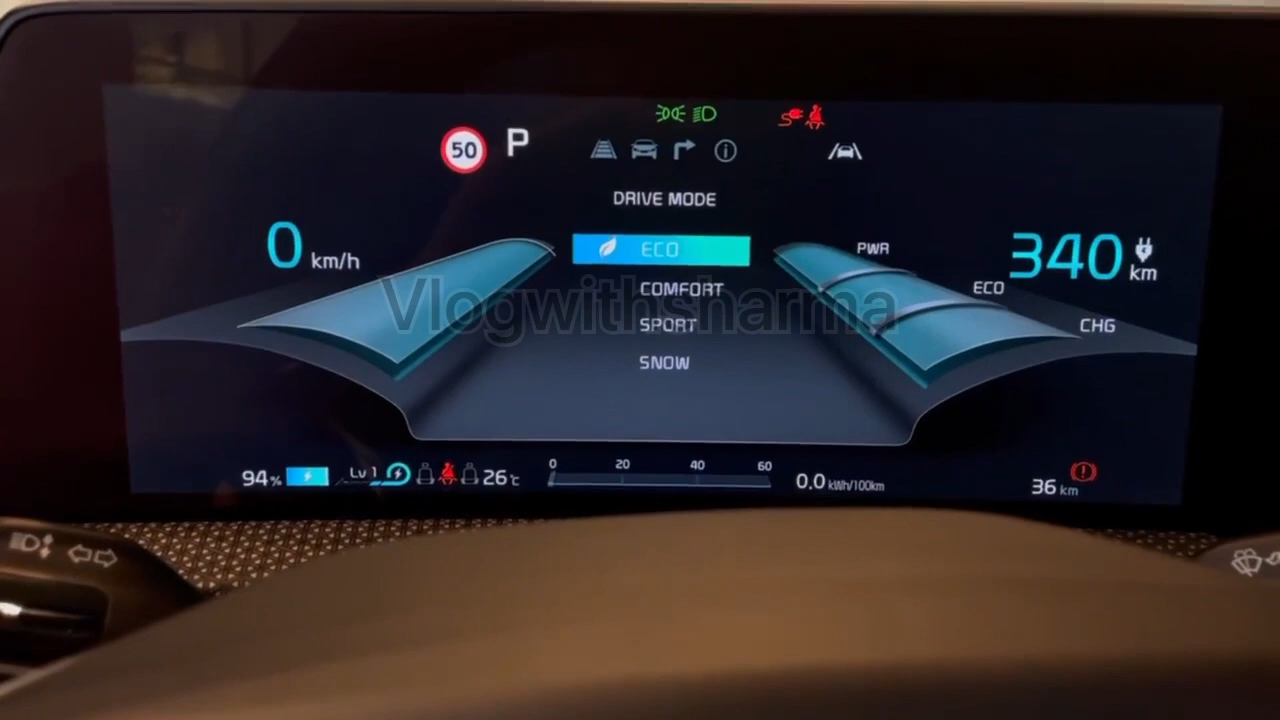 50
P
DRIVE MODE
0 km/h
ECO
COMFORT
SPORT
SNOW
PWR
ECO
CHG
340 km
Vlogwithsharma
94%
Lv 1
26°C
0 20 40 60
0.0 kWh/100km
36 km